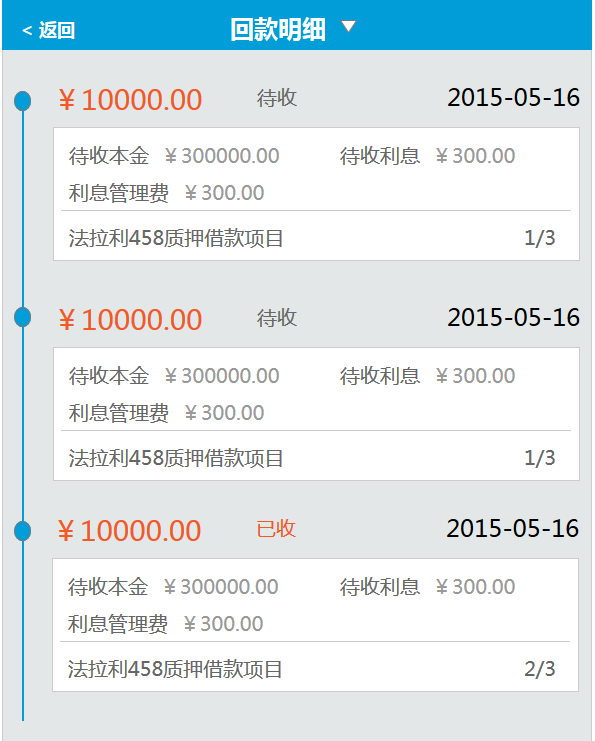 < 返回 回款明细
￥10000.00 待收 2015-05-16
待收本金 ￥300000.00 待收利息 ￥300.00
利息管理费 ￥300.00
法拉利458质押借款项目 1/3
￥10000.00 待收 2015-05-16
待收本金 ￥300000.00 待收利息 ￥300.00
利息管理费 ￥300.00
法拉利458质押借款项目 1/3
￥10000.00 已收 2015-05-16
待收本金 ￥300000.00 待收利息 ￥300.00
利息管理费 ￥300.00
法拉利458质押借款项目 2/3